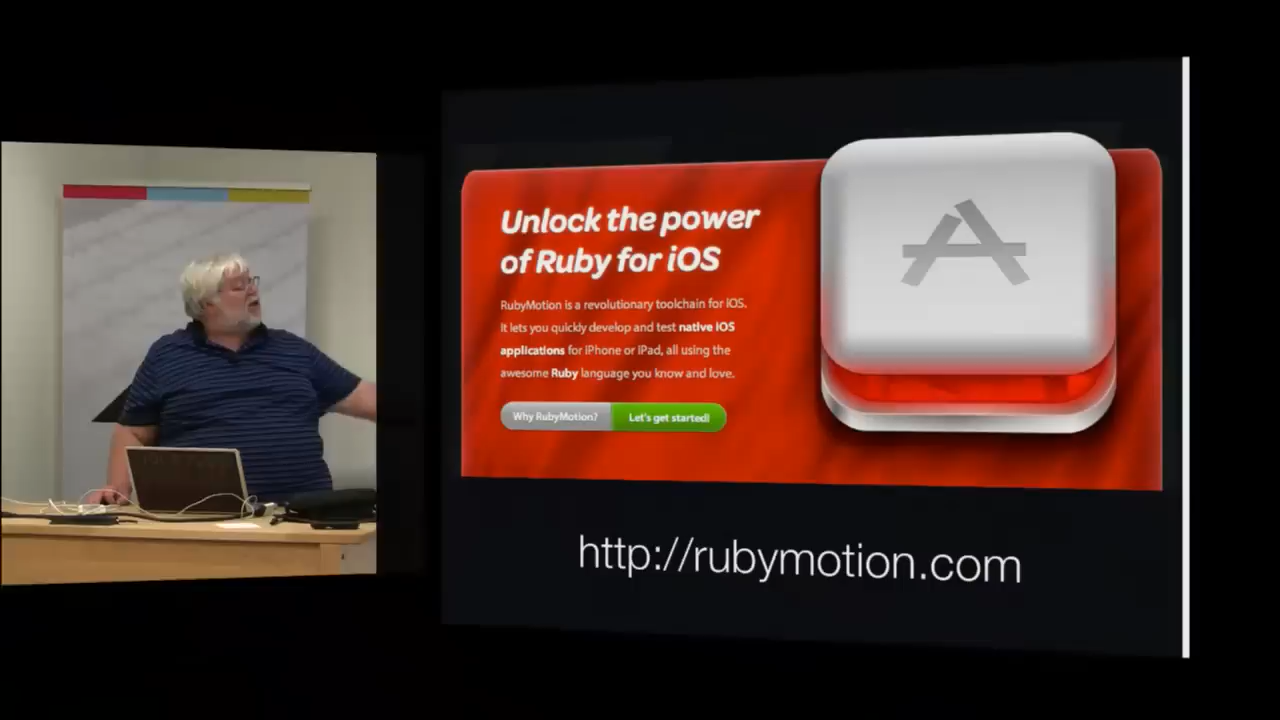 Unlock the power
of Ruby for iOS
RubyMotion is a revolutionary toolchain for iOS.
It lets you quickly develop and test native iOS
applications for iPhone or iPad, all using the
awesome Ruby language you know and love.
Why RubyMotion? Let's get started!
http://rubymotion.com